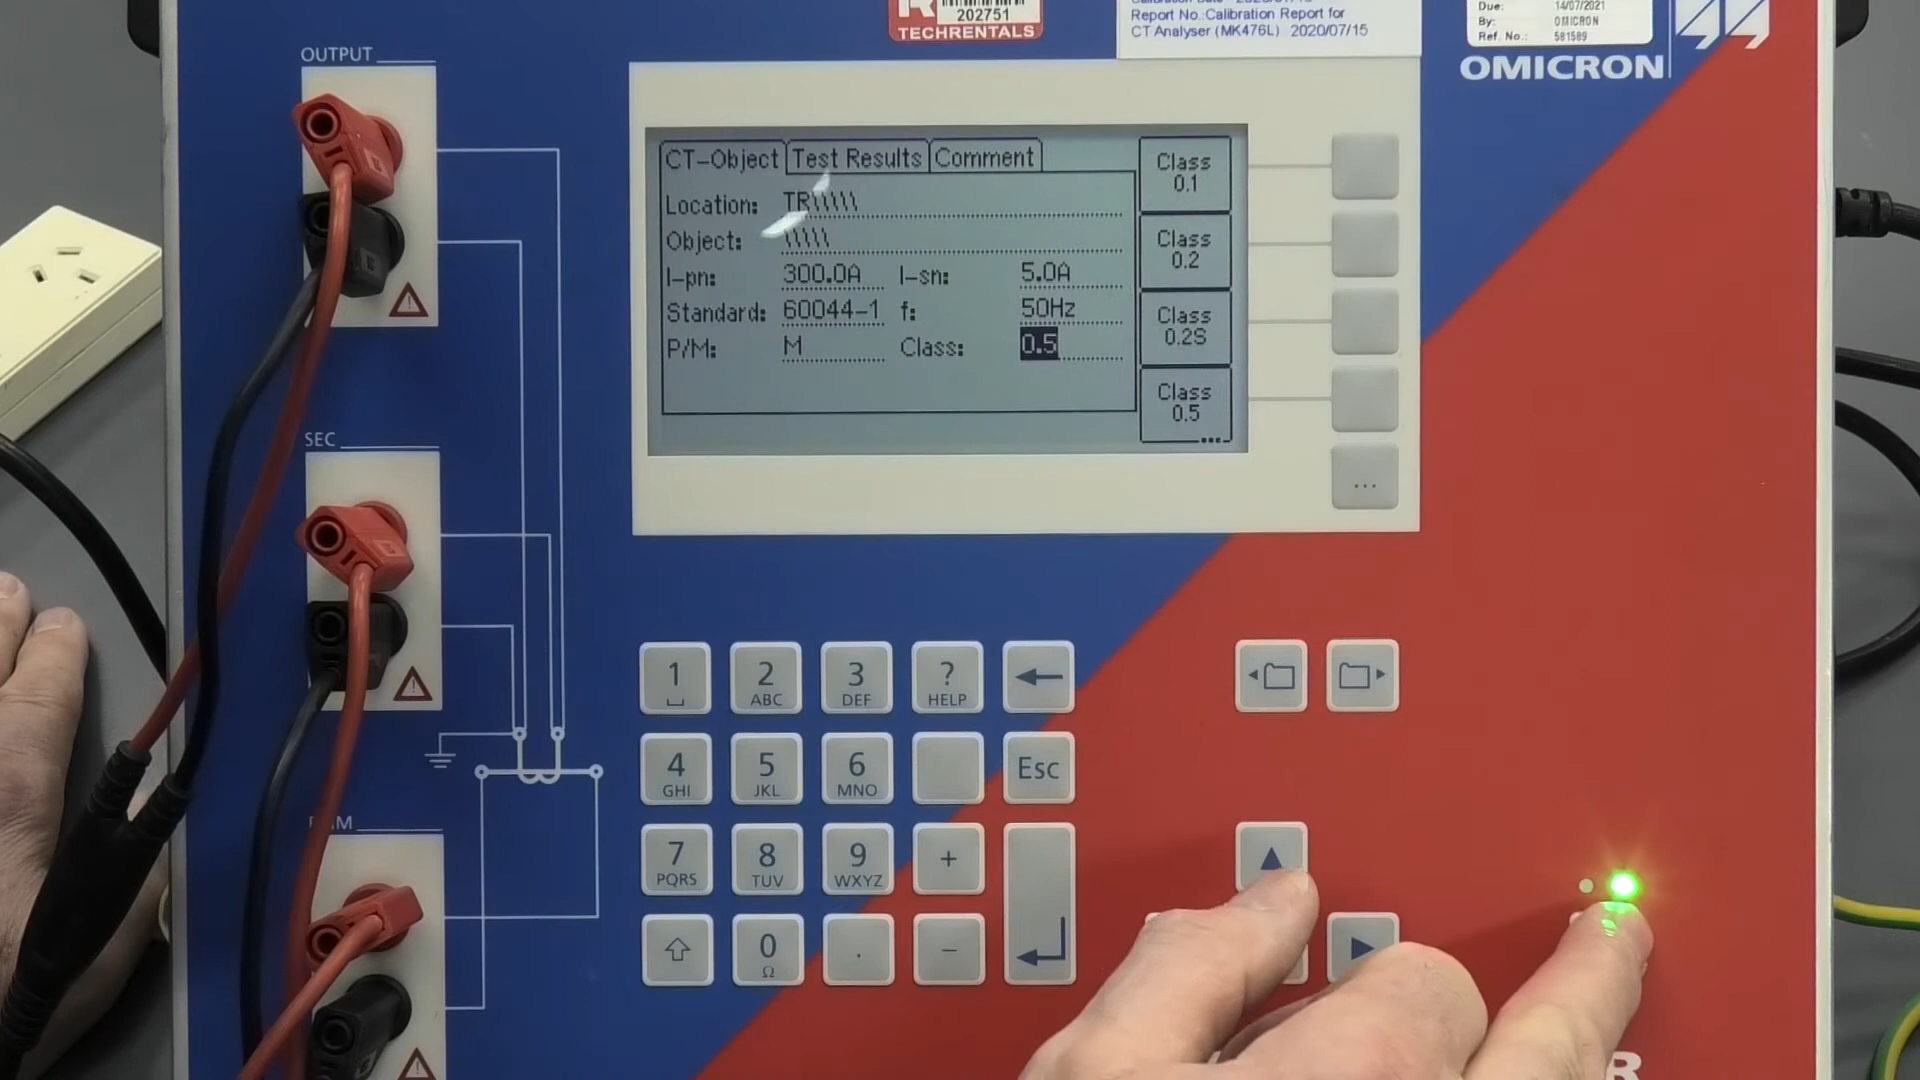 OUTPUT
202751
TECHRENTALS
Report No.:Calibration Report for
CT Analyser (MK476L) 2020/07/15
Due: 14/07/2021
By: OMICRON
Ref. No.: 581589
OMICRON
CT-Object Test Results Comment
Location: TR\\\\\
Object: \\\\\
I-pn: 300.0A I-sn: 5.0A
Standard: 60044-1 f: 50Hz
P/M: M Class: 0.5
Class
0.1
Class
0.2
Class
0.2S
Class
0.5
...
...
SEC
1 2 ABC 3 DEF ? HELP
4 GHI 5 JKL 6 MNO Esc
7 PQRS 8 TUV 9 WXYZ +
0 Ω . -
R